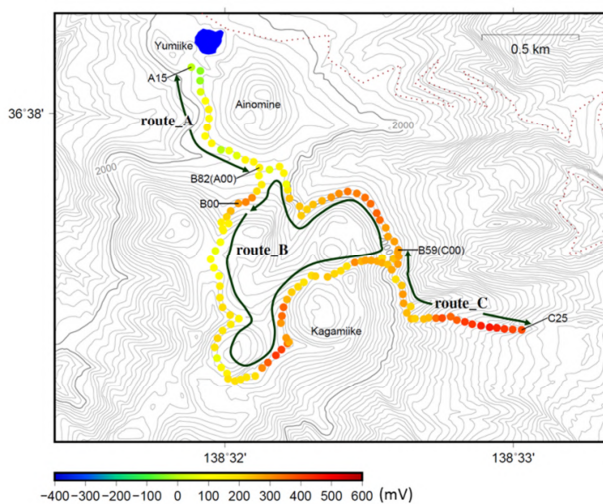 Yumiike
0.5 km
A15
Ainomine
36°38'
route_A
2000
2000
B82(A00)
B00
route_B
B59(C00)
route_C
C25
Kagamiike
138°32'
138°33'
−400 −300 −200 −100 0 100 200 300 400 500 600 (mV)